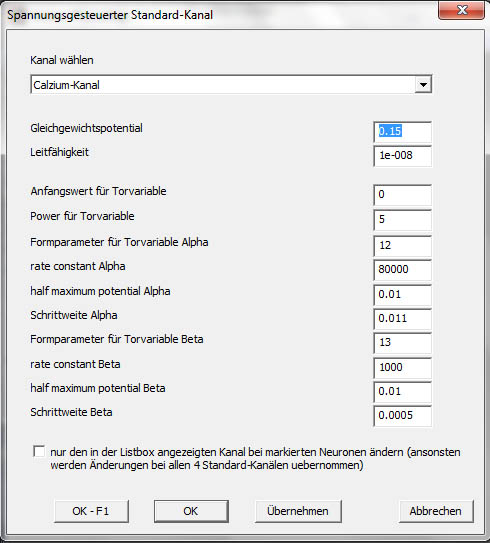 Spannungsgesteuerter Standard-Kanal
Kanal wählen
Calzium-Kanal
Gleichgewichtspotential 0.15
Leitfähigkeit 1e-008
Anfangswert für Torvariable 0
Power für Torvariable 5
Formparameter für Torvariable Alpha 12
rate constant Alpha 80000
half maximum potential Alpha 0.01
Schrittweite Alpha 0.011
Formparameter für Torvariable Beta 13
rate constant Beta 1000
half maximum potential Beta 0.01
Schrittweite Beta 0.0005
nur den in der Listbox angezeigten Kanal bei markierten Neuronen ändern (ansonsten
werden Änderungen bei allen 4 Standard-Kanälen uebernommen)
OK - F1 OK Übernehmen Abbrechen